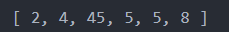 [ 2, 4, 45, 5, 5, 8 ]